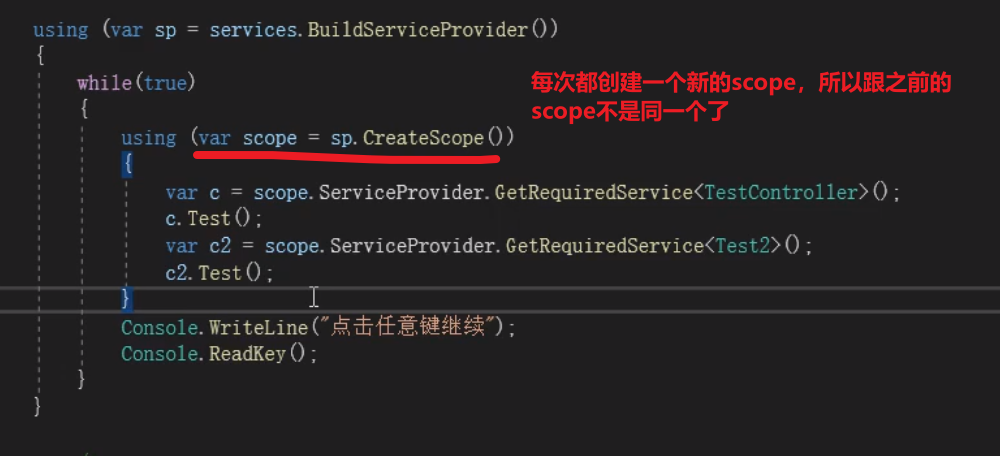 using (var sp = services.BuildServiceProvider())
{
while(true)
每次都创建一个新的scope，所以跟之前的
{
scope不是同一个了
using (var scope = sp.CreateScope())
{
var c = scope.ServiceProvider.GetRequiredService<TestController>();
c.Test();
var c2 = scope.ServiceProvider.GetRequiredService<Test2>();
c2.Test();
}
Console.WriteLine("点击任意键继续");
Console.ReadKey();
}
}